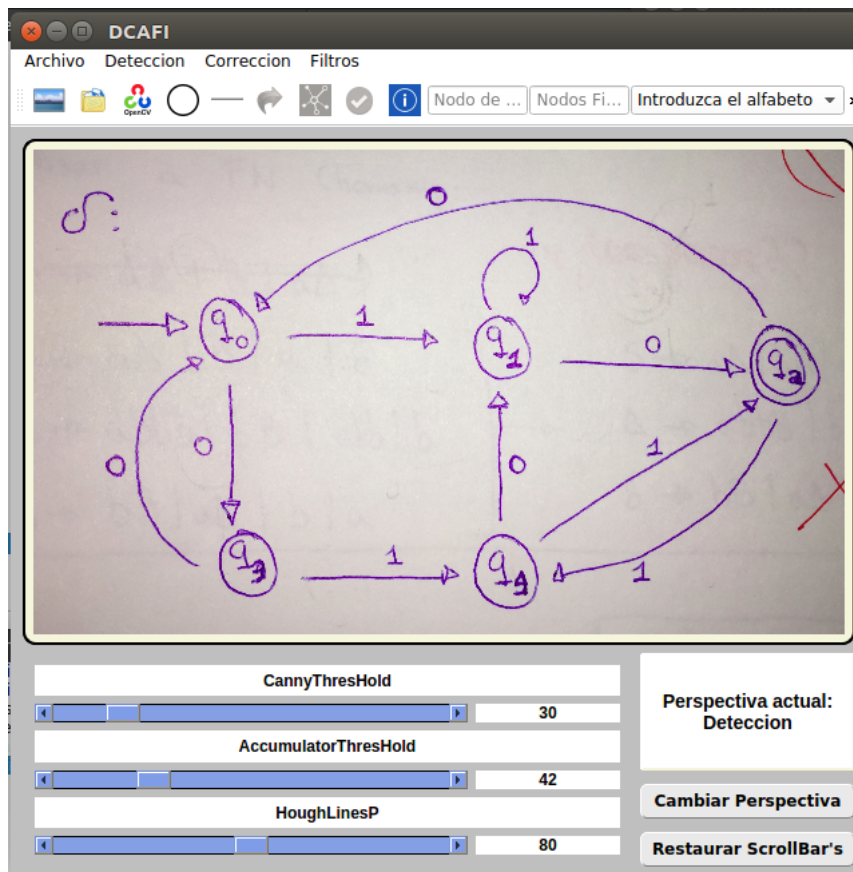 DCAFI
Archivo Deteccion Correccion Filtros
OpenCV
Nodo de ... Nodos Fi... Introduzca el alfabeto
δ:
0
1
q0 1 q1 0 q2
0 0 0 1
q3 1 q4 1
CannyThresHold
30
AccumulatorThresHold
42
HoughLinesP
80
Perspectiva actual:
Deteccion
Cambiar Perspectiva
Restaurar ScrollBar's